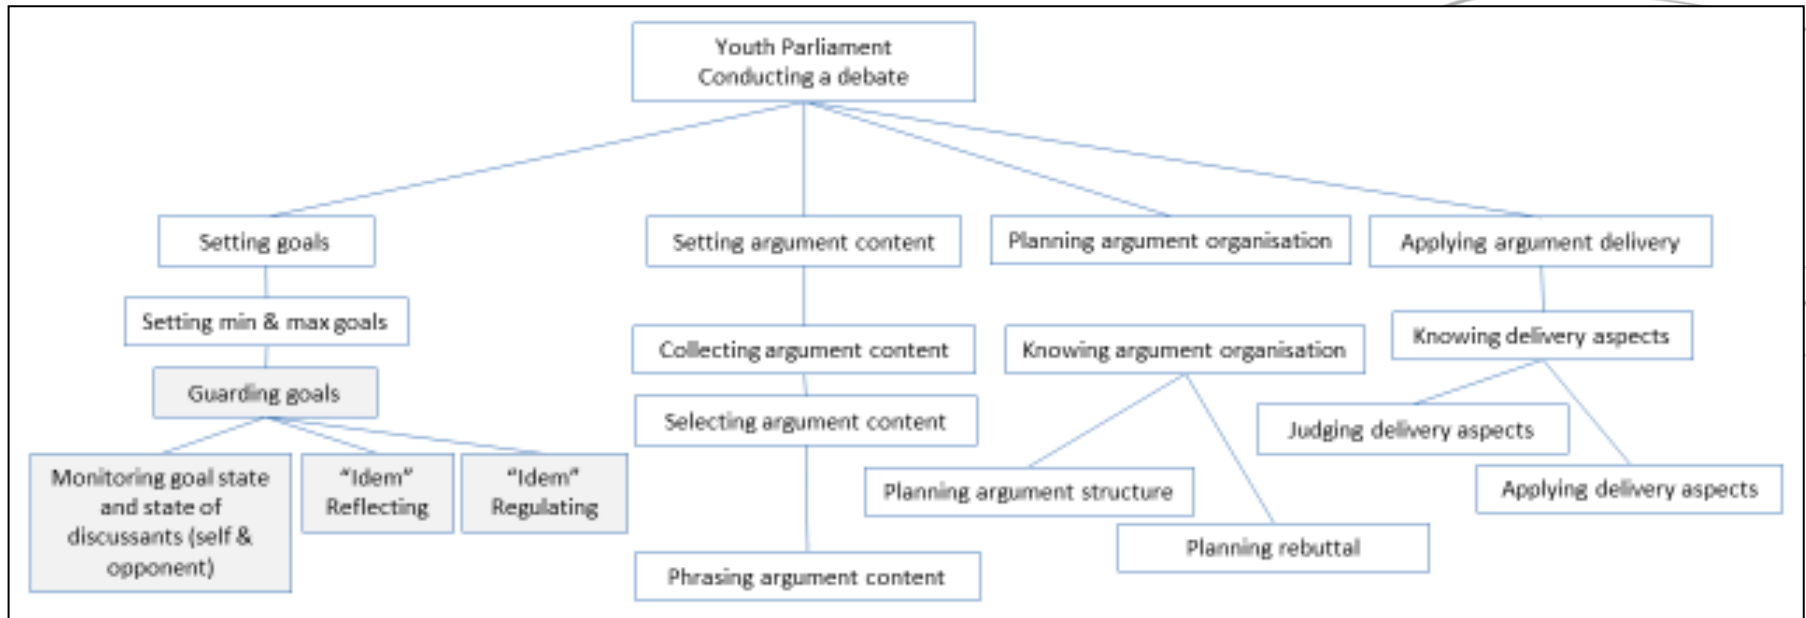 Youth Parliament
Conducting a debate
Setting goals
Setting argument content
Planning argument organisation
Applying argument delivery
Setting min & max goals
Collecting argument content
Knowing argument organisation
Knowing delivery aspects
Guarding goals
Selecting argument content
Judging delivery aspects
Monitoring goal state
and state of
discussants (self &
opponent)
“Idem”
Reflecting
“Idem”
Regulating
Planning argument structure
Applying delivery aspects
Planning rebuttal
Phrasing argument content